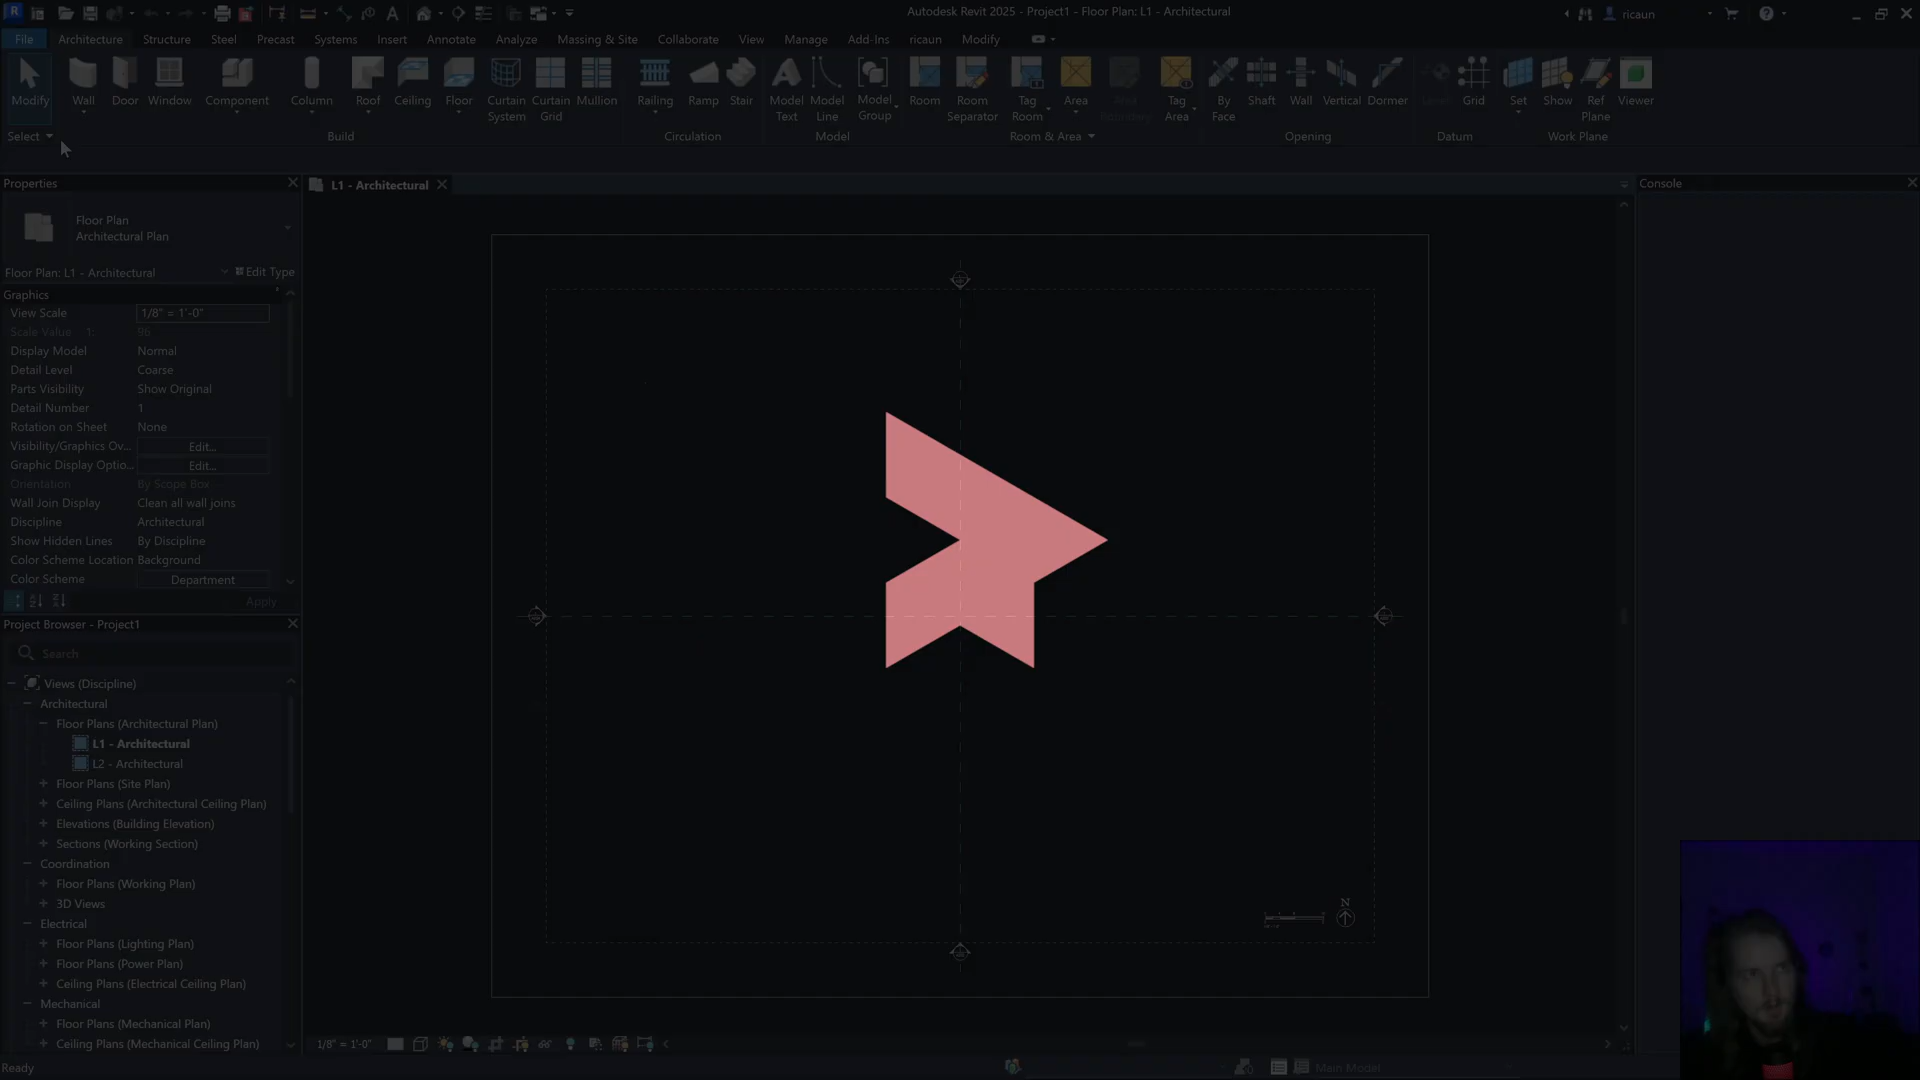 Autodesk Revit 2025 - Project1 - Floor Plan: L1 - Architectural
ricaun
File Architecture Structure Steel Precast Systems Insert Annotate Analyze Massing & Site Collaborate View Manage Add-Ins ricaun Modify
Modify Wall Door Window Component Column Roof Ceiling Floor Curtain System Curtain Grid Mullion Railing Ramp Stair Model Text Model Line Model Group Room Room Separator Tag Room Area Area Boundary Tag Area By Face Shaft Wall Vertical Dormer Level Grid Set Show Ref Plane Viewer
Select Build Circulation Model Room & Area Opening Datum Work Plane
Properties
L1 - Architectural
Console
Floor Plan
Architectural Plan
Floor Plan: L1 - Architectural
Edit Type
Graphics
View Scale 1/8" = 1'-0"
Scale Value 1: 96
Display Model Normal
Detail Level Coarse
Parts Visibility Show Original
Detail Number 1
Rotation on Sheet None
Visibility/Graphics Ov... Edit...
Graphic Display Optio... Edit...
Orientation By Scope Box
Wall Join Display Clean all wall joins
Discipline Architectural
Show Hidden Lines By Discipline
Color Scheme Location Background
Color Scheme Department
Apply
Project Browser - Project1
Search
Views (Discipline)
Architectural
Floor Plans (Architectural Plan)
L1 - Architectural
L2 - Architectural
Floor Plans (Site Plan)
Ceiling Plans (Architectural Ceiling Plan)
Elevations (Building Elevation)
Sections (Working Section)
Coordination
Floor Plans (Working Plan)
3D Views
Electrical
Floor Plans (Lighting Plan)
Floor Plans (Power Plan)
Ceiling Plans (Electrical Ceiling Plan)
Mechanical
Floor Plans (Mechanical Plan)
Ceiling Plans (Mechanical Ceiling Plan)
N
1/8" = 1'-0"
Ready
Main Model